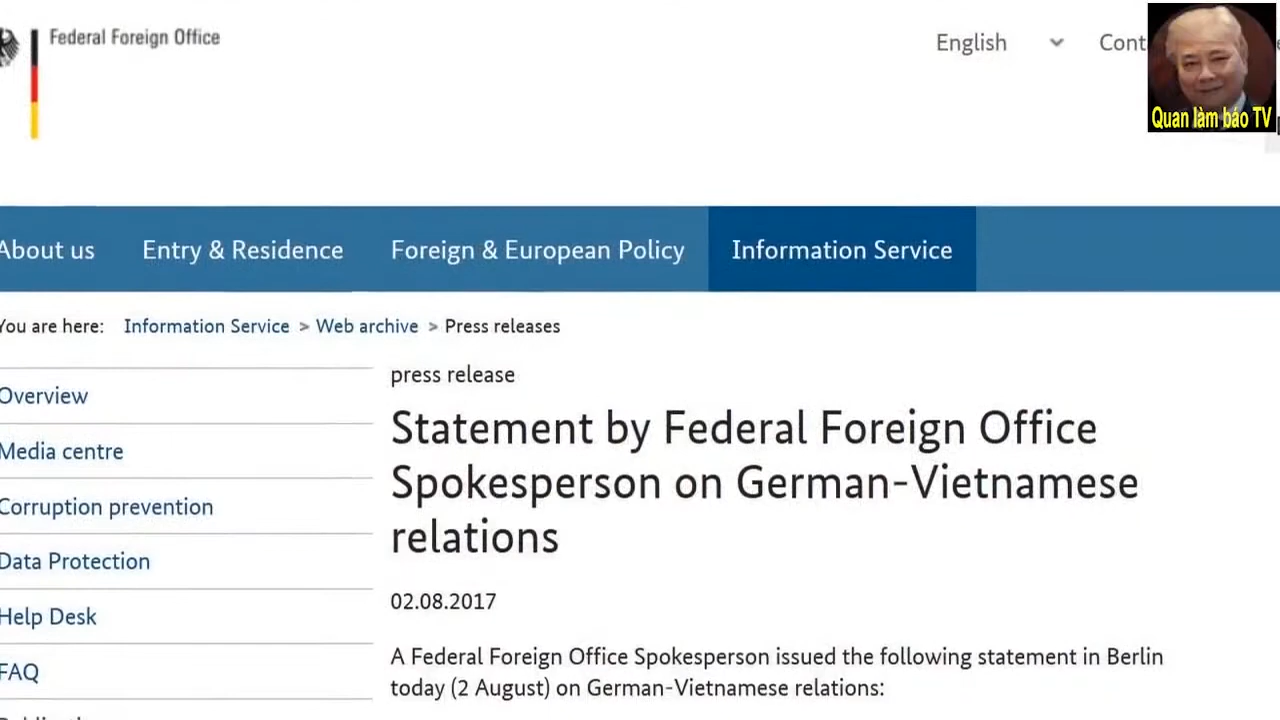 Federal Foreign Office
English
Cont
Quan làm báo TV
About us
Entry & Residence
Foreign & European Policy
Information Service
You are here:
Information Service > Web archive > Press releases
Overview
Media centre
Corruption prevention
Data Protection
Help Desk
FAQ
press release
Statement by Federal Foreign Office
Spokesperson on German-Vietnamese
relations
02.08.2017
A Federal Foreign Office Spokesperson issued the following statement in Berlin
today (2 August) on German-Vietnamese relations: